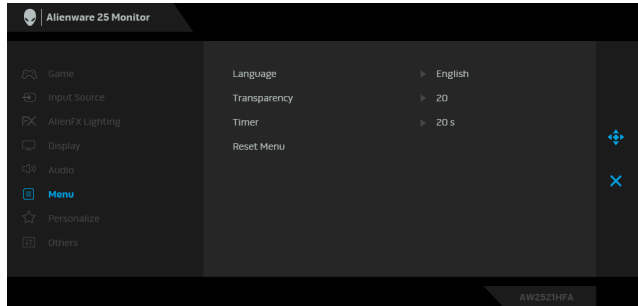 Alienware 25 Monitor
Game
Input Source
AlienFX Lighting
Display
Audio
Menu
Personalize
Others
Language English
Transparency 20
Timer 20 s
Reset Menu
AW2521HFA